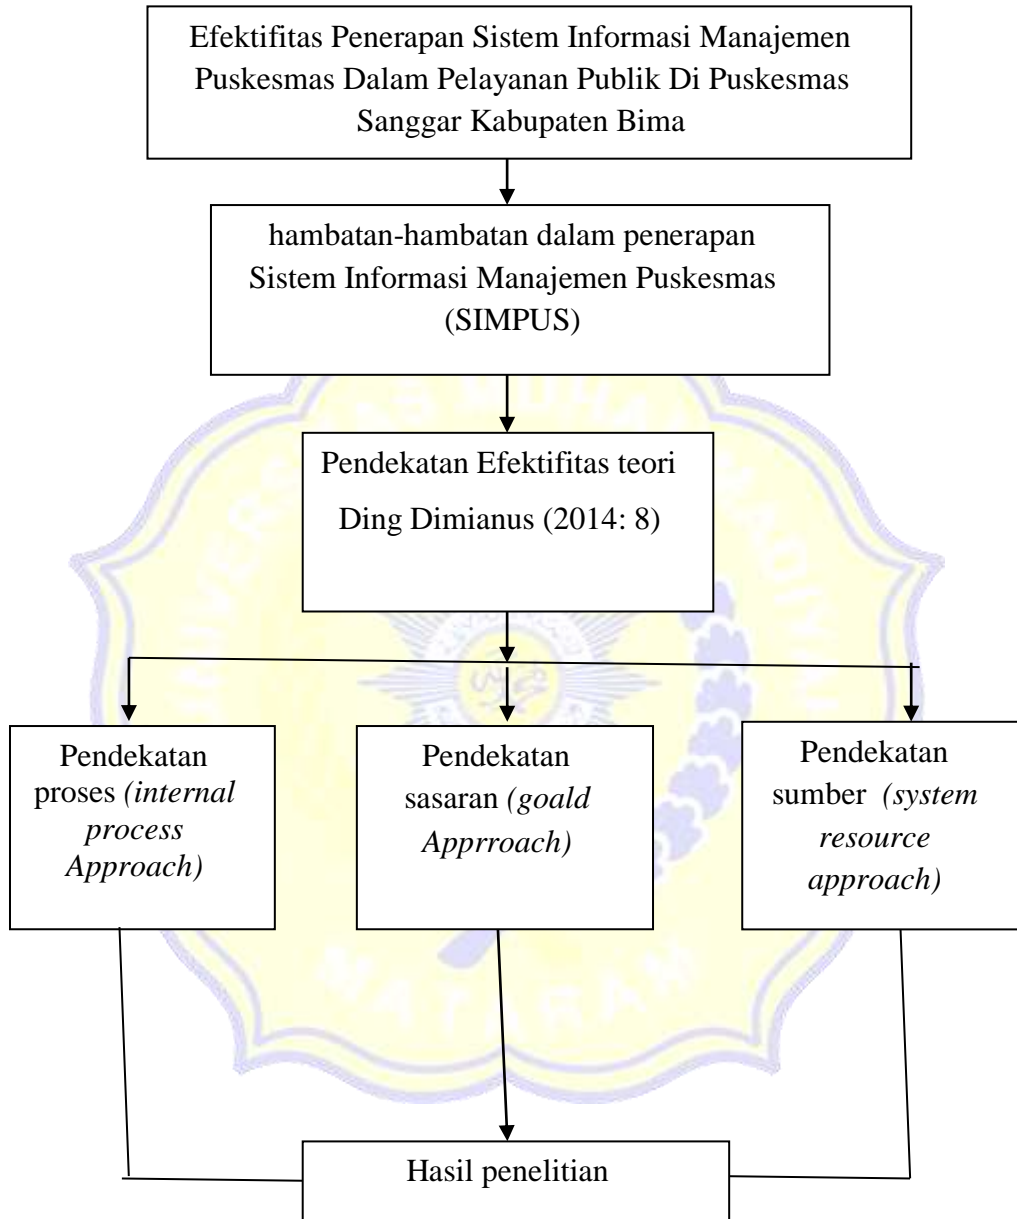 Efektifitas Penerapan Sistem Informasi Manajemen
Puskesmas Dalam Pelayanan Publik Di Puskesmas
Sanggar Kabupaten Bima
hambatan-hambatan dalam penerapan
Sistem Informasi Manajemen Puskesmas
(SIMPUS)
Pendekatan Efektifitas teori
Ding Dimianus (2014: 8)
Pendekatan
proses (internal
process
Approach)
Pendekatan
sasaran (goald
Apprroach)
Pendekatan
sumber (system
resource
approach)
Hasil penelitian
MATARAM